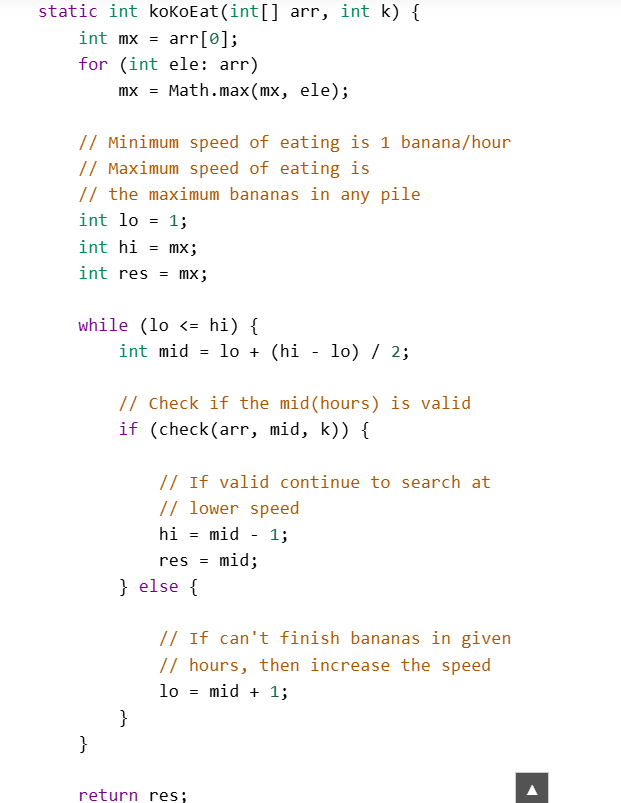 static int koKoEat(int[] arr, int k) {
    int mx = arr[0];
    for (int ele: arr)
        mx = Math.max(mx, ele);

    // Minimum speed of eating is 1 banana/hour
    // Maximum speed of eating is
    // the maximum bananas in any pile
    int lo = 1;
    int hi = mx;
    int res = mx;

    while (lo <= hi) {
        int mid = lo + (hi - lo) / 2;

        // Check if the mid(hours) is valid
        if (check(arr, mid, k)) {

            // If valid continue to search at
            // lower speed
            hi = mid - 1;
            res = mid;
        } else {

            // If can't finish bananas in given
            // hours, then increase the speed
            lo = mid + 1;
        }
    }

    return res;